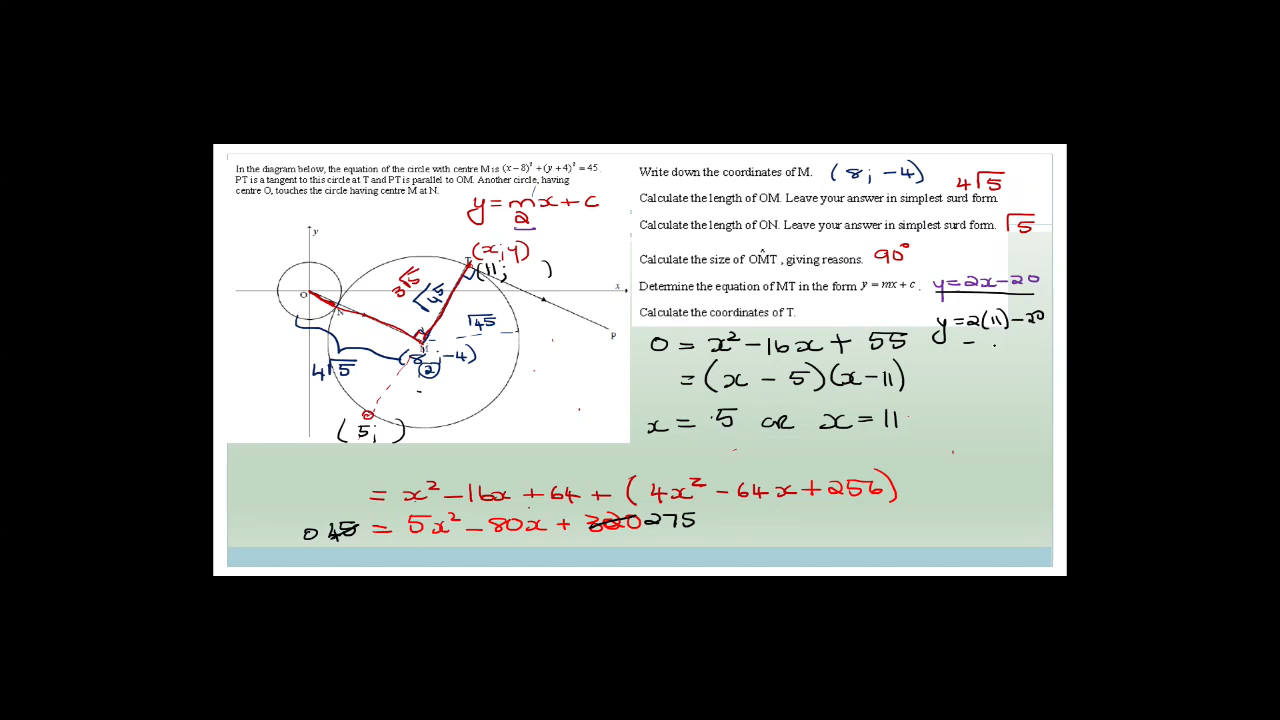 In the diagram below, the equation of the circle with centre M is (x−8)² + (y+4)² = 45.
PT is a tangent to this circle at T and PT is parallel to OM. Another circle, having
centre O, touches the circle having centre M at N.
y = mx + c
2
(x; y)
(11; )
y
O
N
M
T
x
P
3√5
√45
√45
4√5
(8; −4)
2
(5; )
Write down the coordinates of M. (8; −4)
Calculate the length of OM. Leave your answer in simplest surd form. 4√5
Calculate the length of ON. Leave your answer in simplest surd form. √5
Calculate the size of OM̂T, giving reasons. 90°
Determine the equation of MT in the form y = mx + c. y = 2x − 20
Calculate the coordinates of T. y = 2(11) − 20
0 = x² − 16x + 55
= (x − 5)(x − 11)
x = 5 or x = 11
= x² − 16x + 64 + (4x² − 64x + 256)
0 45 = 5x² − 80x + 320 275